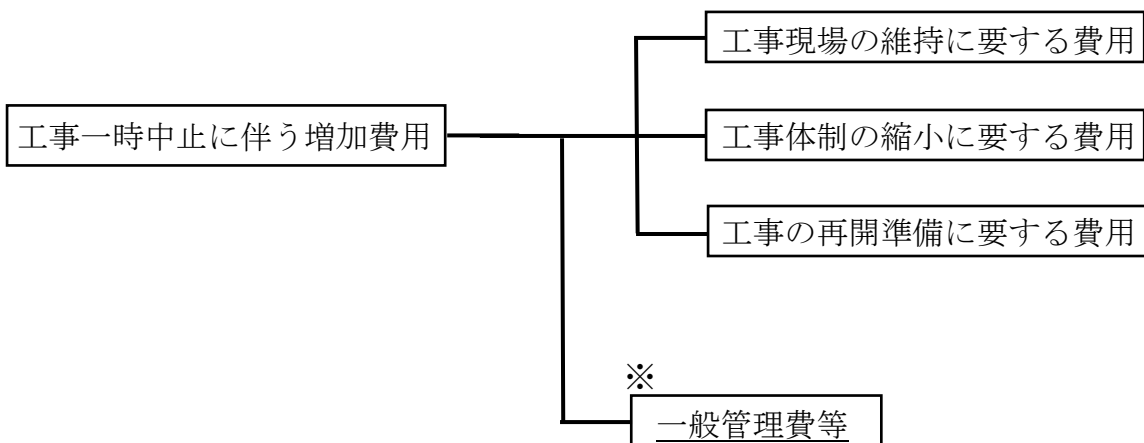 工事現場の維持に要する費用
工事一時中止に伴う増加費用
工事体制の縮小に要する費用
工事の再開準備に要する費用
※
一般管理費等